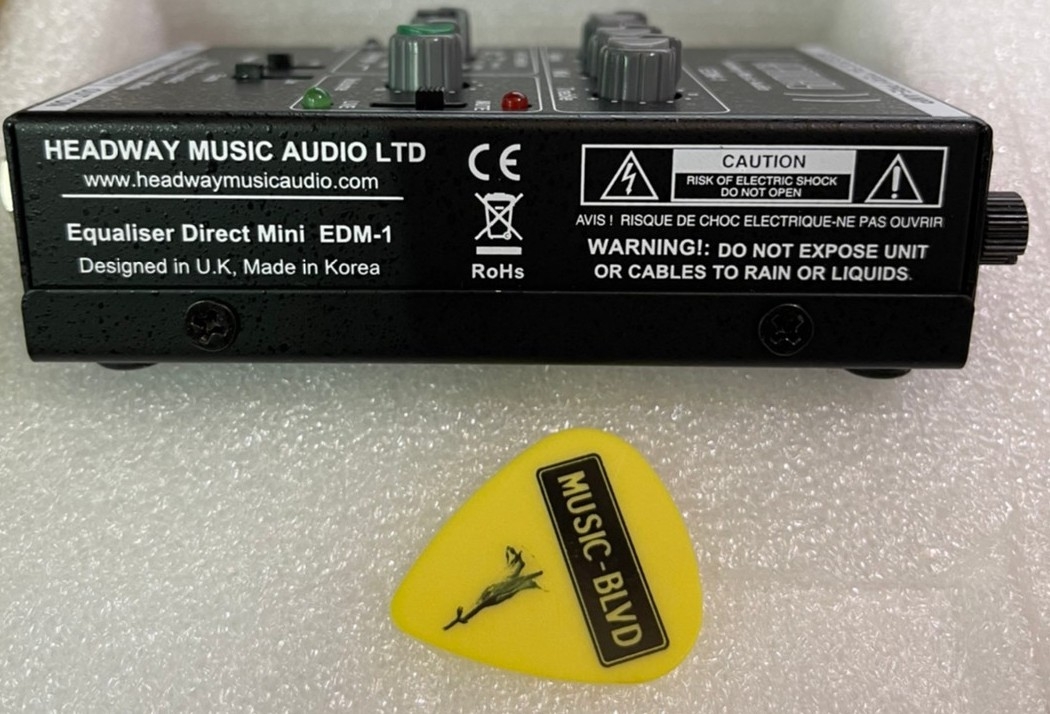 HEADWAY MUSIC AUDIO LTD
www.headwaymusicaudio.com
Equaliser Direct Mini EDM-1
Designed in U.K, Made in Korea
CE
RoHs
CAUTION
RISK OF ELECTRIC SHOCK
DO NOT OPEN
AVIS ! RISQUE DE CHOC ELECTRIQUE-NE PAS OUVRIR
WARNING!: DO NOT EXPOSE UNIT
OR CABLES TO RAIN OR LIQUIDS.
MUSIC-BLVD